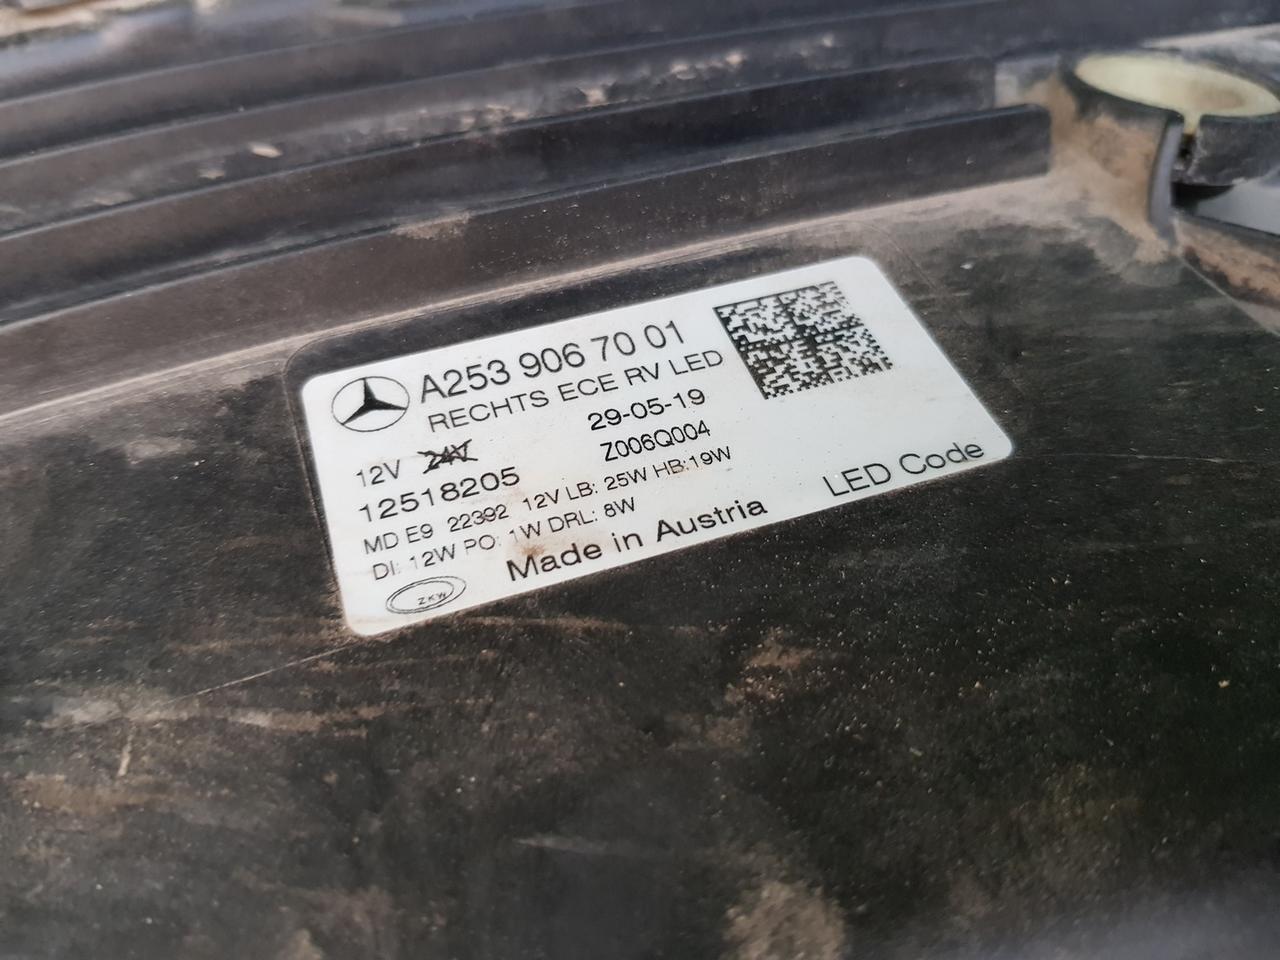 A253 906 70 01
RECHTS ECE RV LED
12V 24V 29-05-19
12518205 Z006Q004
MD E9 22392 12V LB: 25W HB:19W
DI: 12W PO: 1W DRL: 8W
ZKW Made in Austria LED Code